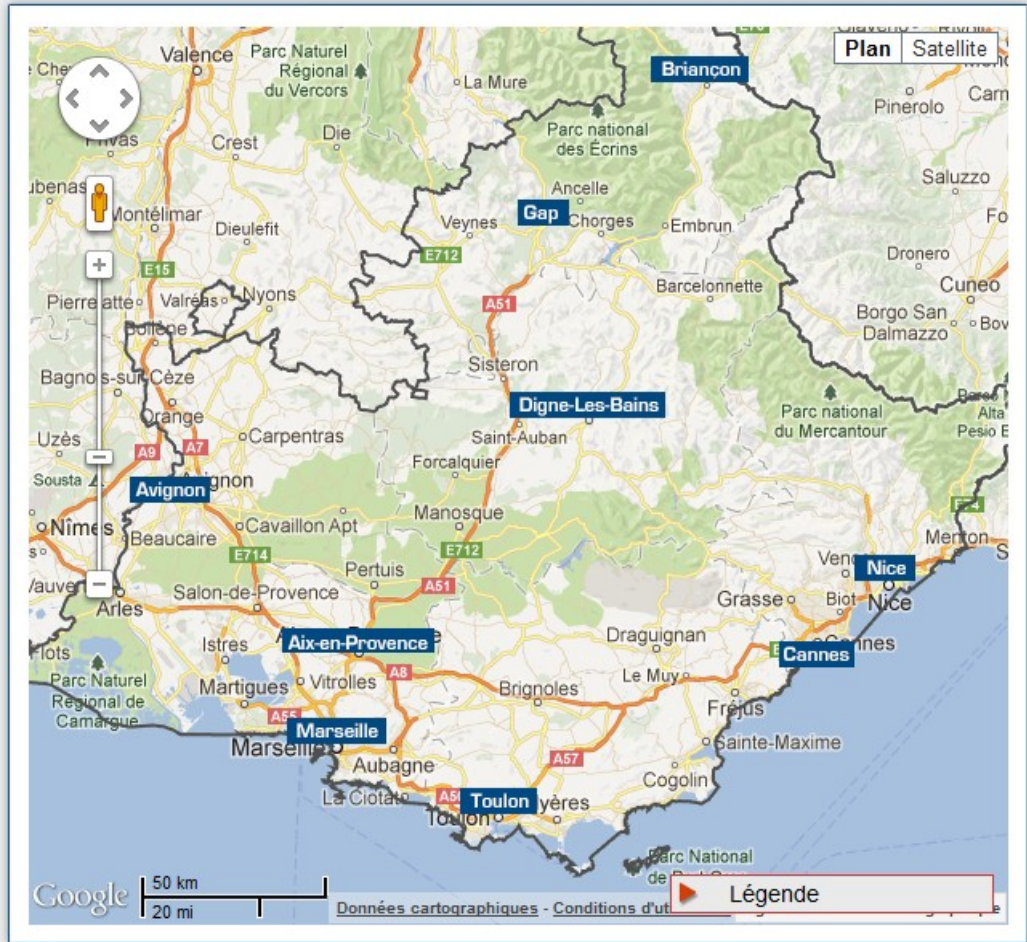 Valence
Parc Naturel
Régional
du Vercors
La Mure
Briançon
Plan
Satellite
Pinerolo
Crest
Die
Parc national
des Écrins
Saluzzo
Ancelle
Gap
Chorges
Veynes
Embrun
Montélimar
Dieulefit
E712
Dronero
E15
Cuneo
Barcelonnette
Valréas
Nyons
A51
Borgo San
Dalmazzo
Sisteron
Bagnols-sur-Cèze
Orange
Digne-Les-Bains
Parc national
du Mercantour
Uzès
A9
A7
Carpentras
Saint-Auban
Forcalquier
Sousta
Avignon
Nîmes
Cavaillon
Apt
Manosque
Beaucaire
E714
E712
Menton
Pertuis
A51
Nice
Nice
Arles
Salon-de-Provence
Grasse
Biot
Istres
Aix-en-Provence
Draguignan
Cannes
Parc Naturel
Régional de
Camargue
Martigues
Vitrolles
A8
Brignoles
Le Muy
Fréjus
A55
Marseille
Aubagne
A57
Sainte-Maxime
Cogolin
La Ciotat
Toulon
Parc National
Google
50 km
20 mi
Données cartographiques - Conditions d'ut
Légende